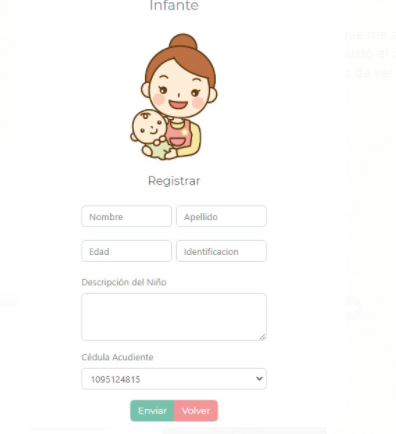 Infante
Registrar
Nombre Apellido
Edad Identificacion
Descripción del Niño
Cédula Acudiente
1095124815
Enviar Volver